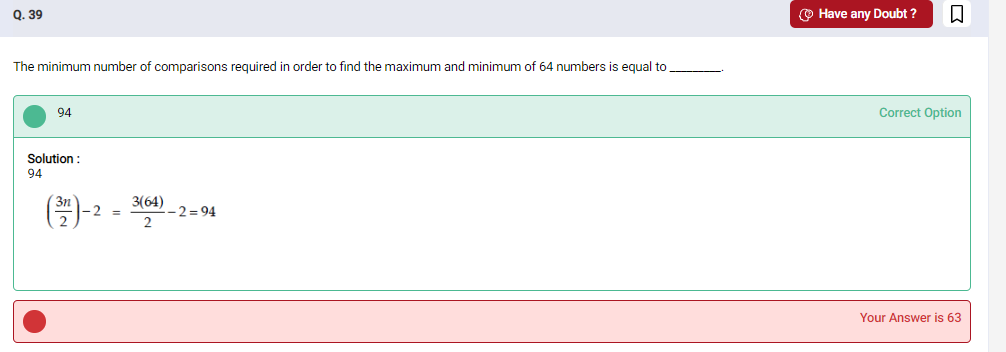 Q. 39
Have any Doubt ?
The minimum number of comparisons required in order to find the maximum and minimum of 64 numbers is equal to _________.
94
Correct Option
Solution :
94
(3n/2) - 2 = 3(64)/2 - 2 = 94
Your Answer is 63